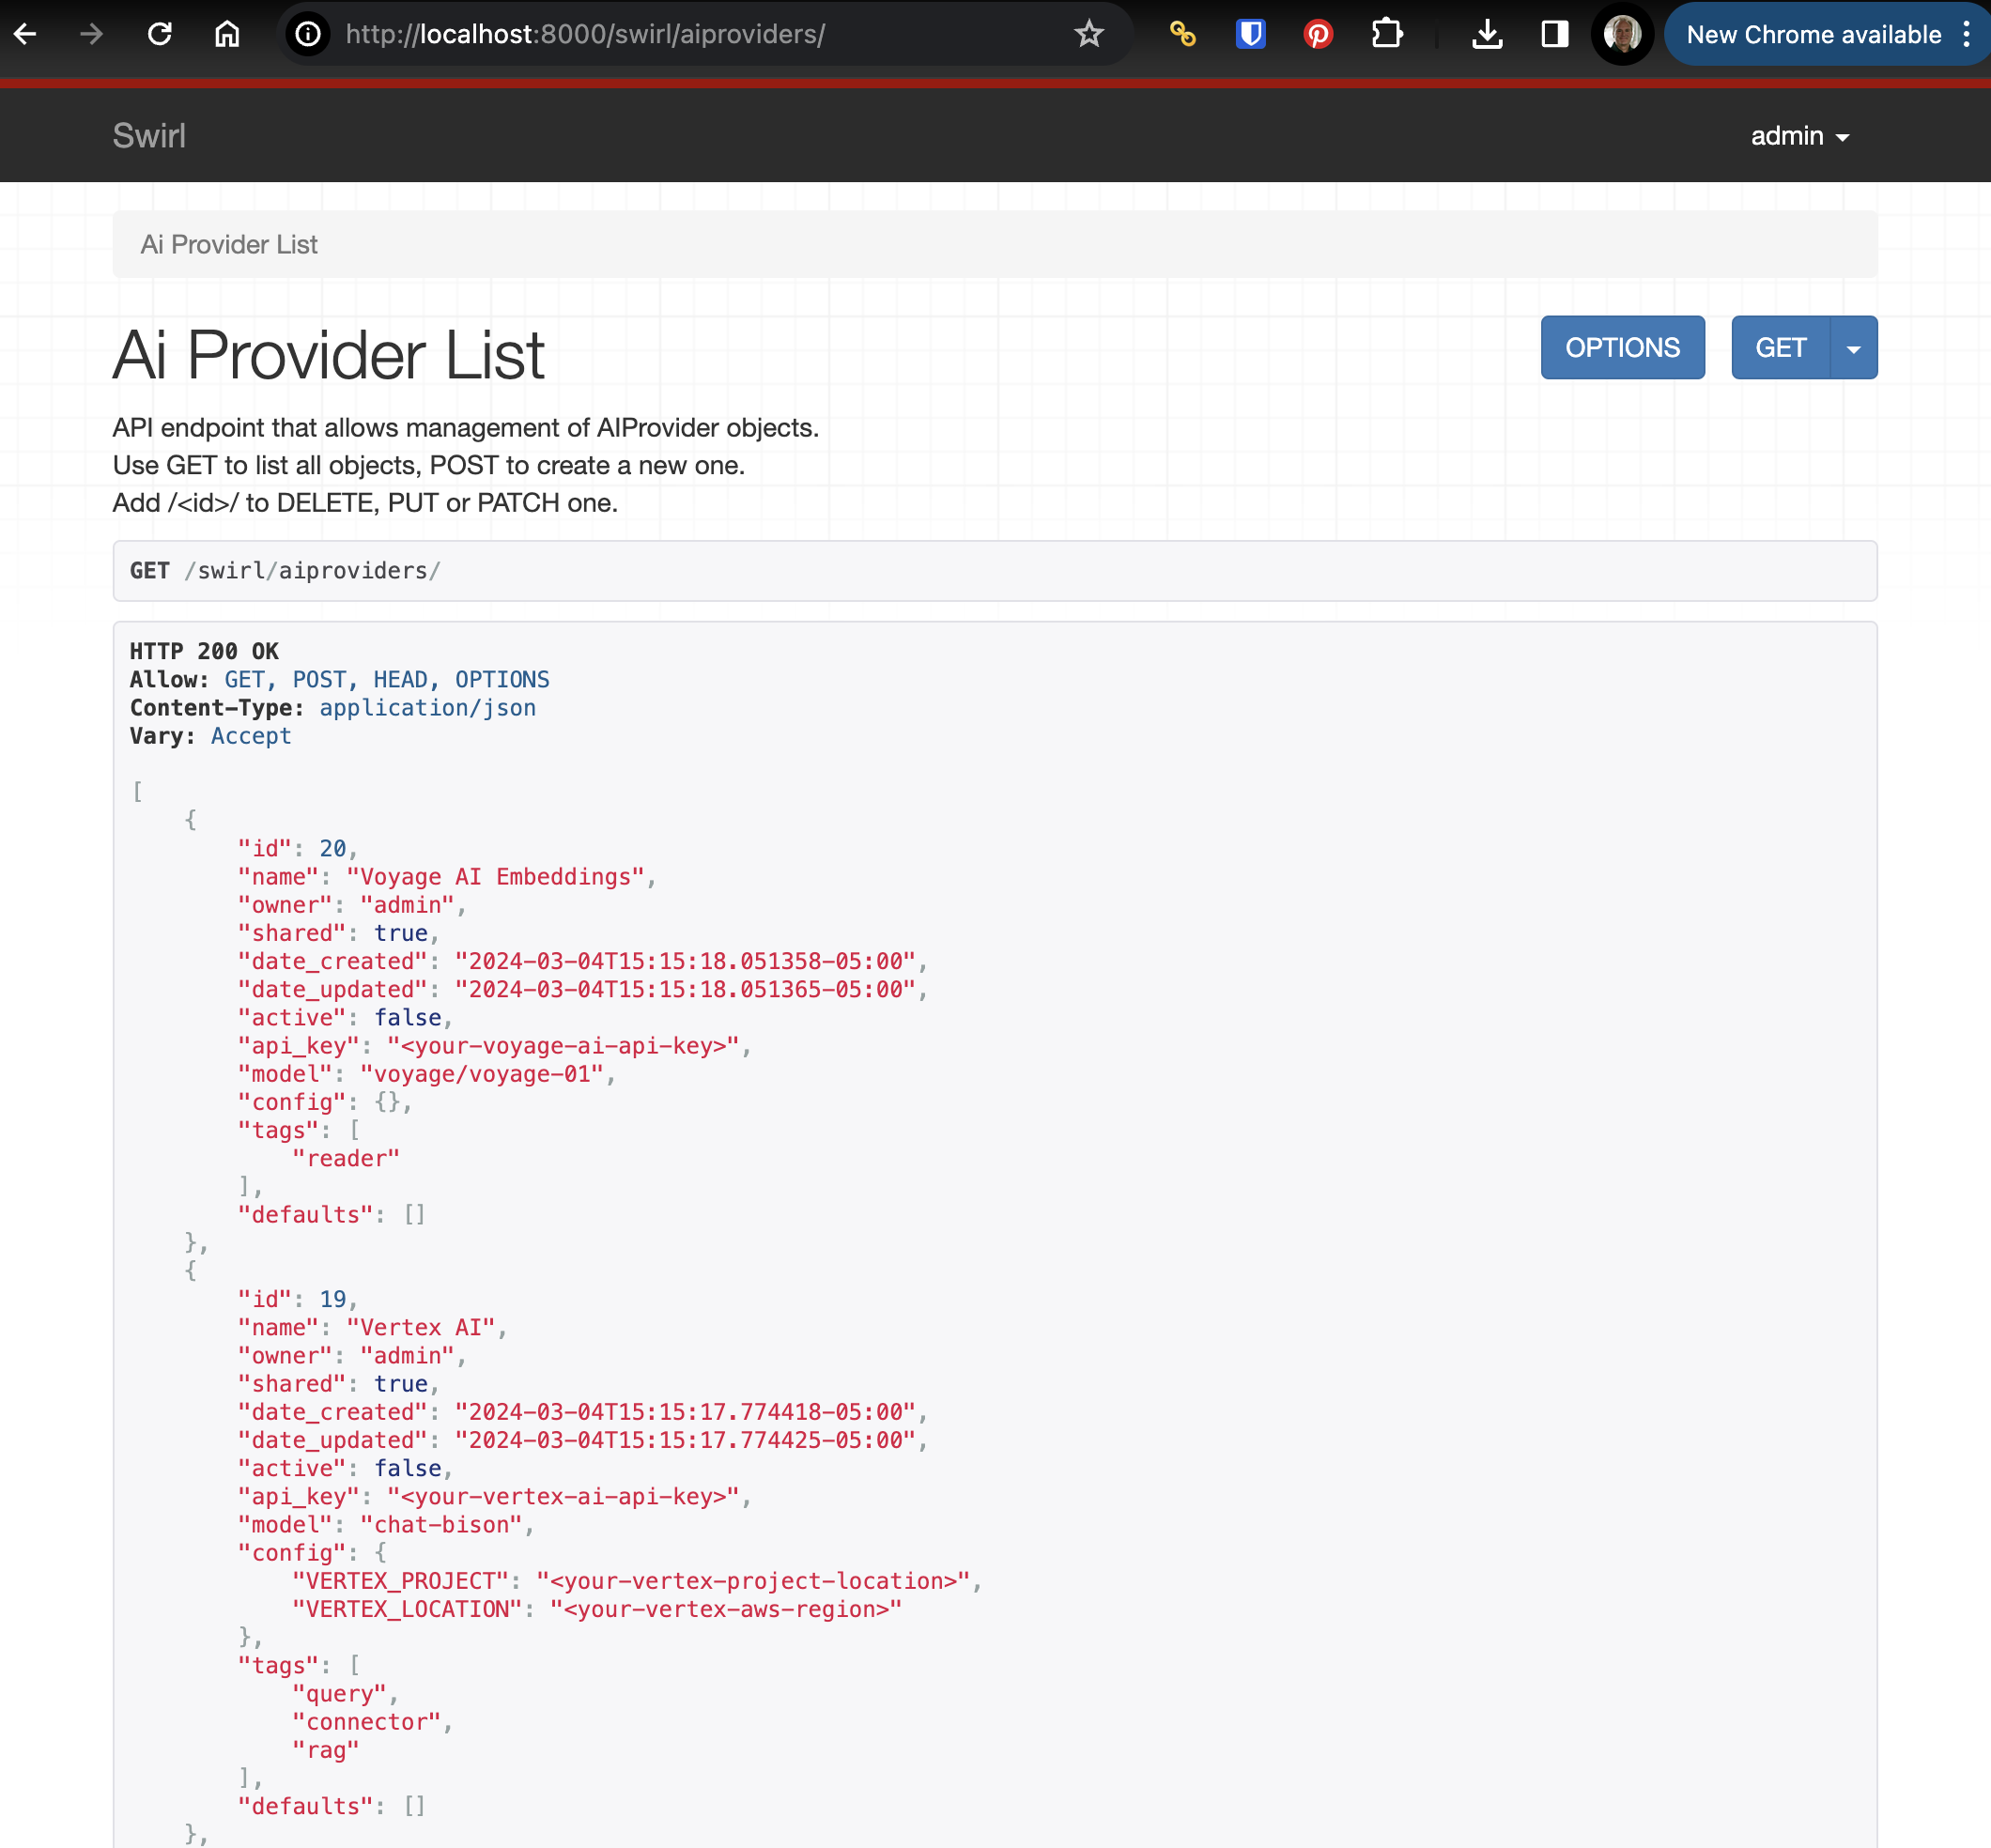 http://localhost:8000/swirl/aiproviders/
New Chrome available
Swirl
admin
Ai Provider List
Ai Provider List
OPTIONS
GET
API endpoint that allows management of AIProvider objects.
Use GET to list all objects, POST to create a new one.
Add /<id>/ to DELETE, PUT or PATCH one.
GET /swirl/aiproviders/
HTTP 200 OK
Allow: GET, POST, HEAD, OPTIONS
Content-Type: application/json
Vary: Accept
[
    {
        "id": 20,
        "name": "Voyage AI Embeddings",
        "owner": "admin",
        "shared": true,
        "date_created": "2024-03-04T15:15:18.051358-05:00",
        "date_updated": "2024-03-04T15:15:18.051365-05:00",
        "active": false,
        "api_key": "<your-voyage-ai-api-key>",
        "model": "voyage/voyage-01",
        "config": {},
        "tags": [
            "reader"
        ],
        "defaults": []
    },
    {
        "id": 19,
        "name": "Vertex AI",
        "owner": "admin",
        "shared": true,
        "date_created": "2024-03-04T15:15:17.774418-05:00",
        "date_updated": "2024-03-04T15:15:17.774425-05:00",
        "active": false,
        "api_key": "<your-vertex-ai-api-key>",
        "model": "chat-bison",
        "config": {
            "VERTEX_PROJECT": "<your-vertex-project-location>",
            "VERTEX_LOCATION": "<your-vertex-aws-region>"
        },
        "tags": [
            "query",
            "connector",
            "rag"
        ],
        "defaults": []
    },